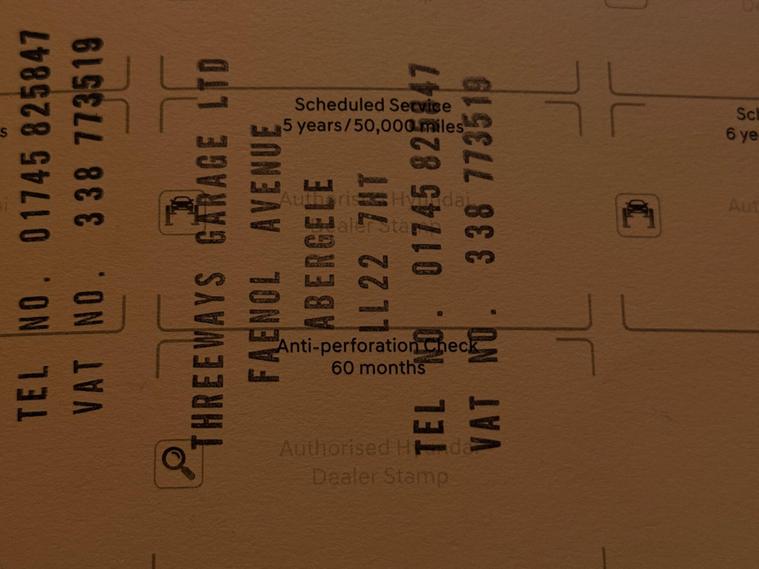 TEL NO. 01745 825847
VAT NO. 338 773519
Scheduled Service
5 years/50,000 miles
Authorised Hyundai
Dealer Stamp
THREEWAYS GARAGE LTD
FAENOL AVENUE
ABERGELE
LL22 7HT
TEL NO. 01745 825847
VAT NO. 338 773519
Anti-perforation Check
60 months
Authorised Hyundai
Dealer Stamp
6 ye